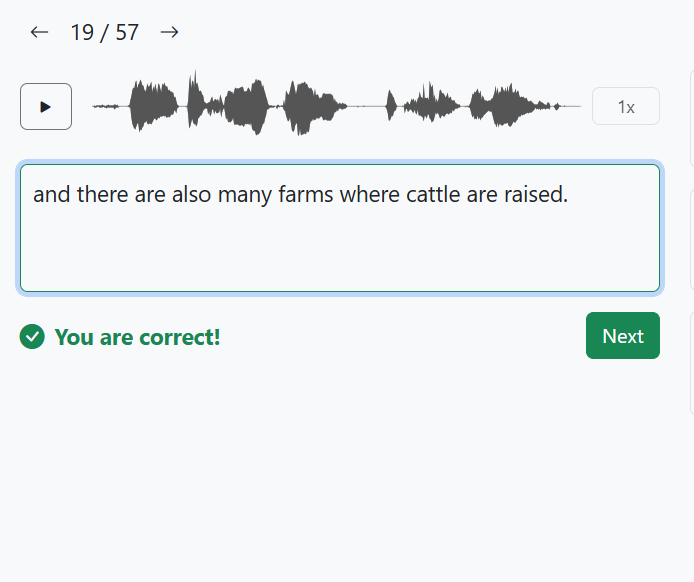 19 / 57
1x
and there are also many farms where cattle are raised.
You are correct!
Next